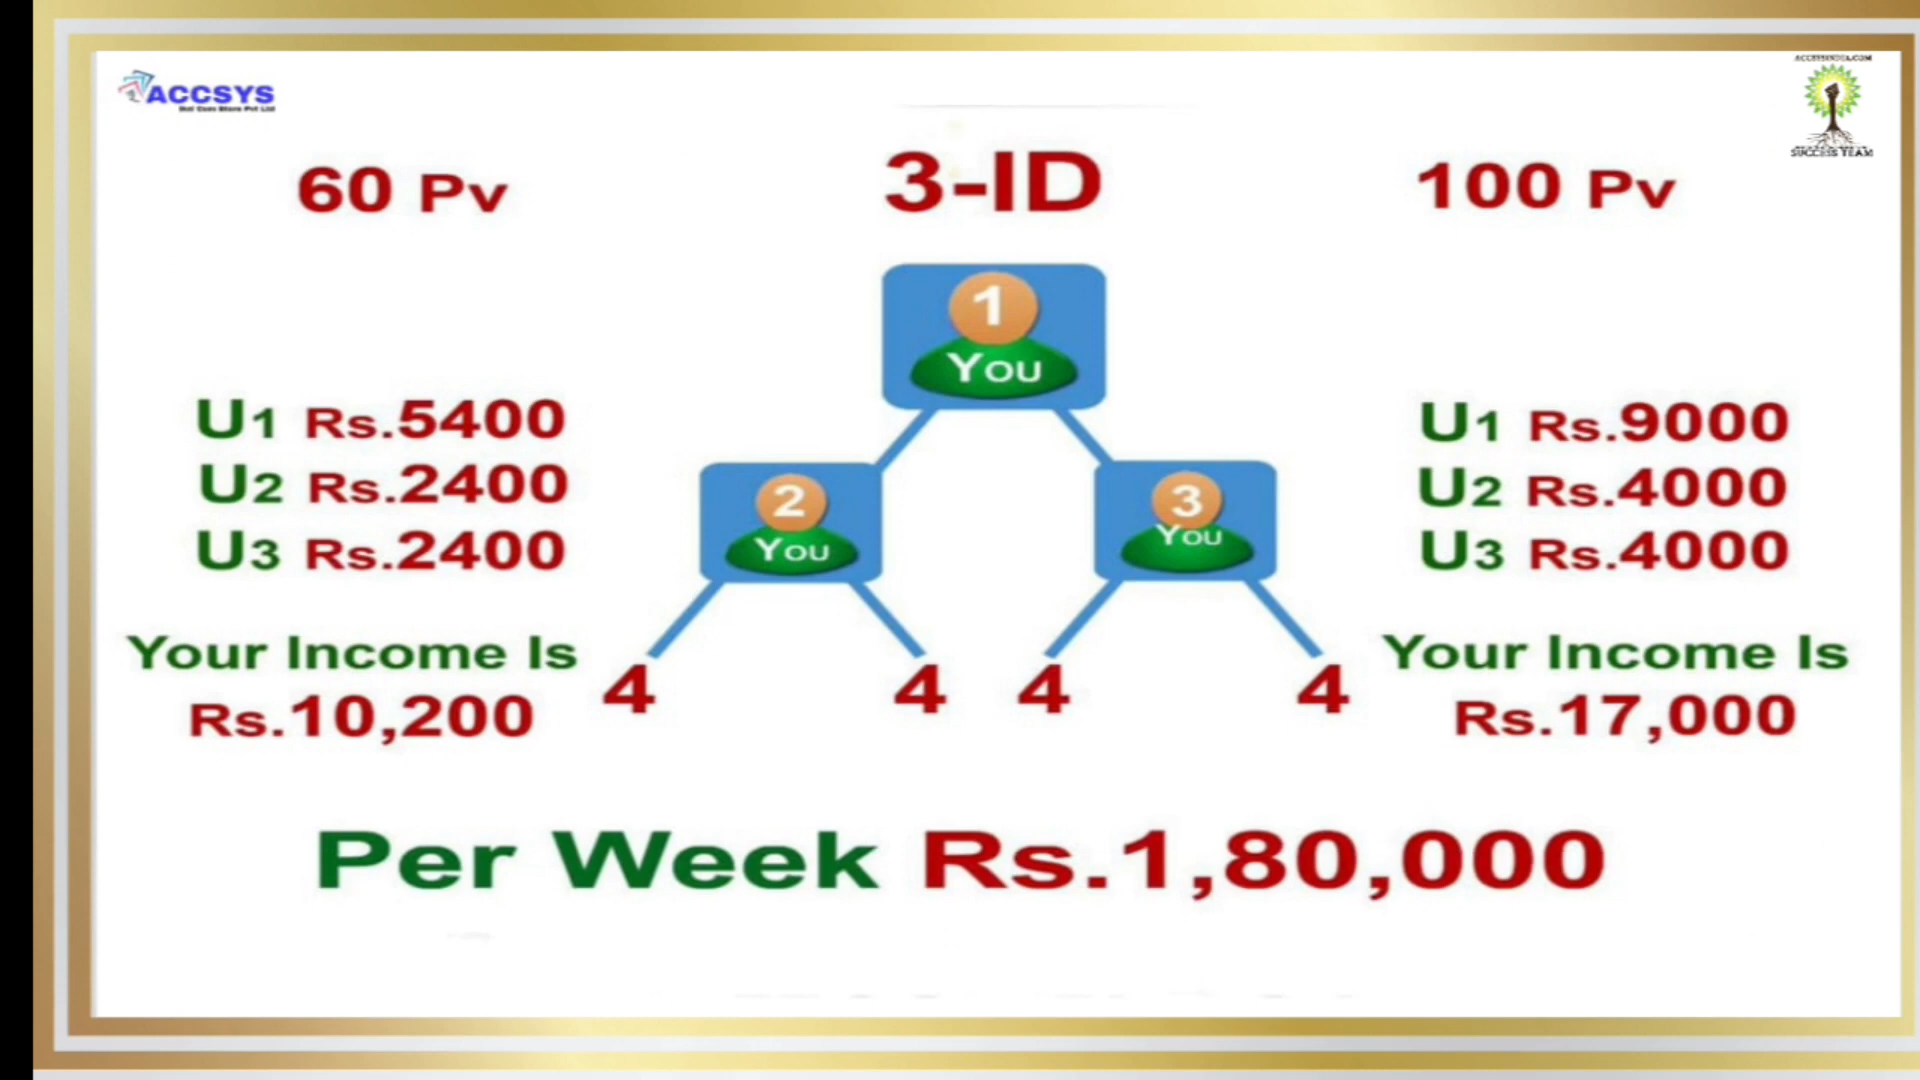 ACCSYS
60 Pv
3-ID
100 Pv
SUCCESS TEAM
1
You
2
You
3
You
U1 Rs.5400
U2 Rs.2400
U3 Rs.2400
Your Income Is
Rs.10,200
4 4 4 4
U1 Rs.9000
U2 Rs.4000
U3 Rs.4000
Your Income Is
Rs.17,000
Per Week Rs.1,80,000